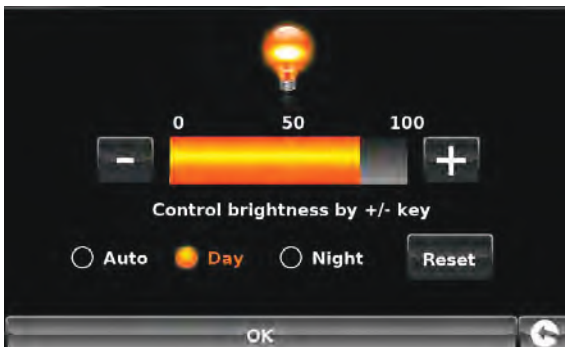 0 50 100
- +
Control brightness by +/- key
Auto Day Night Reset
OK